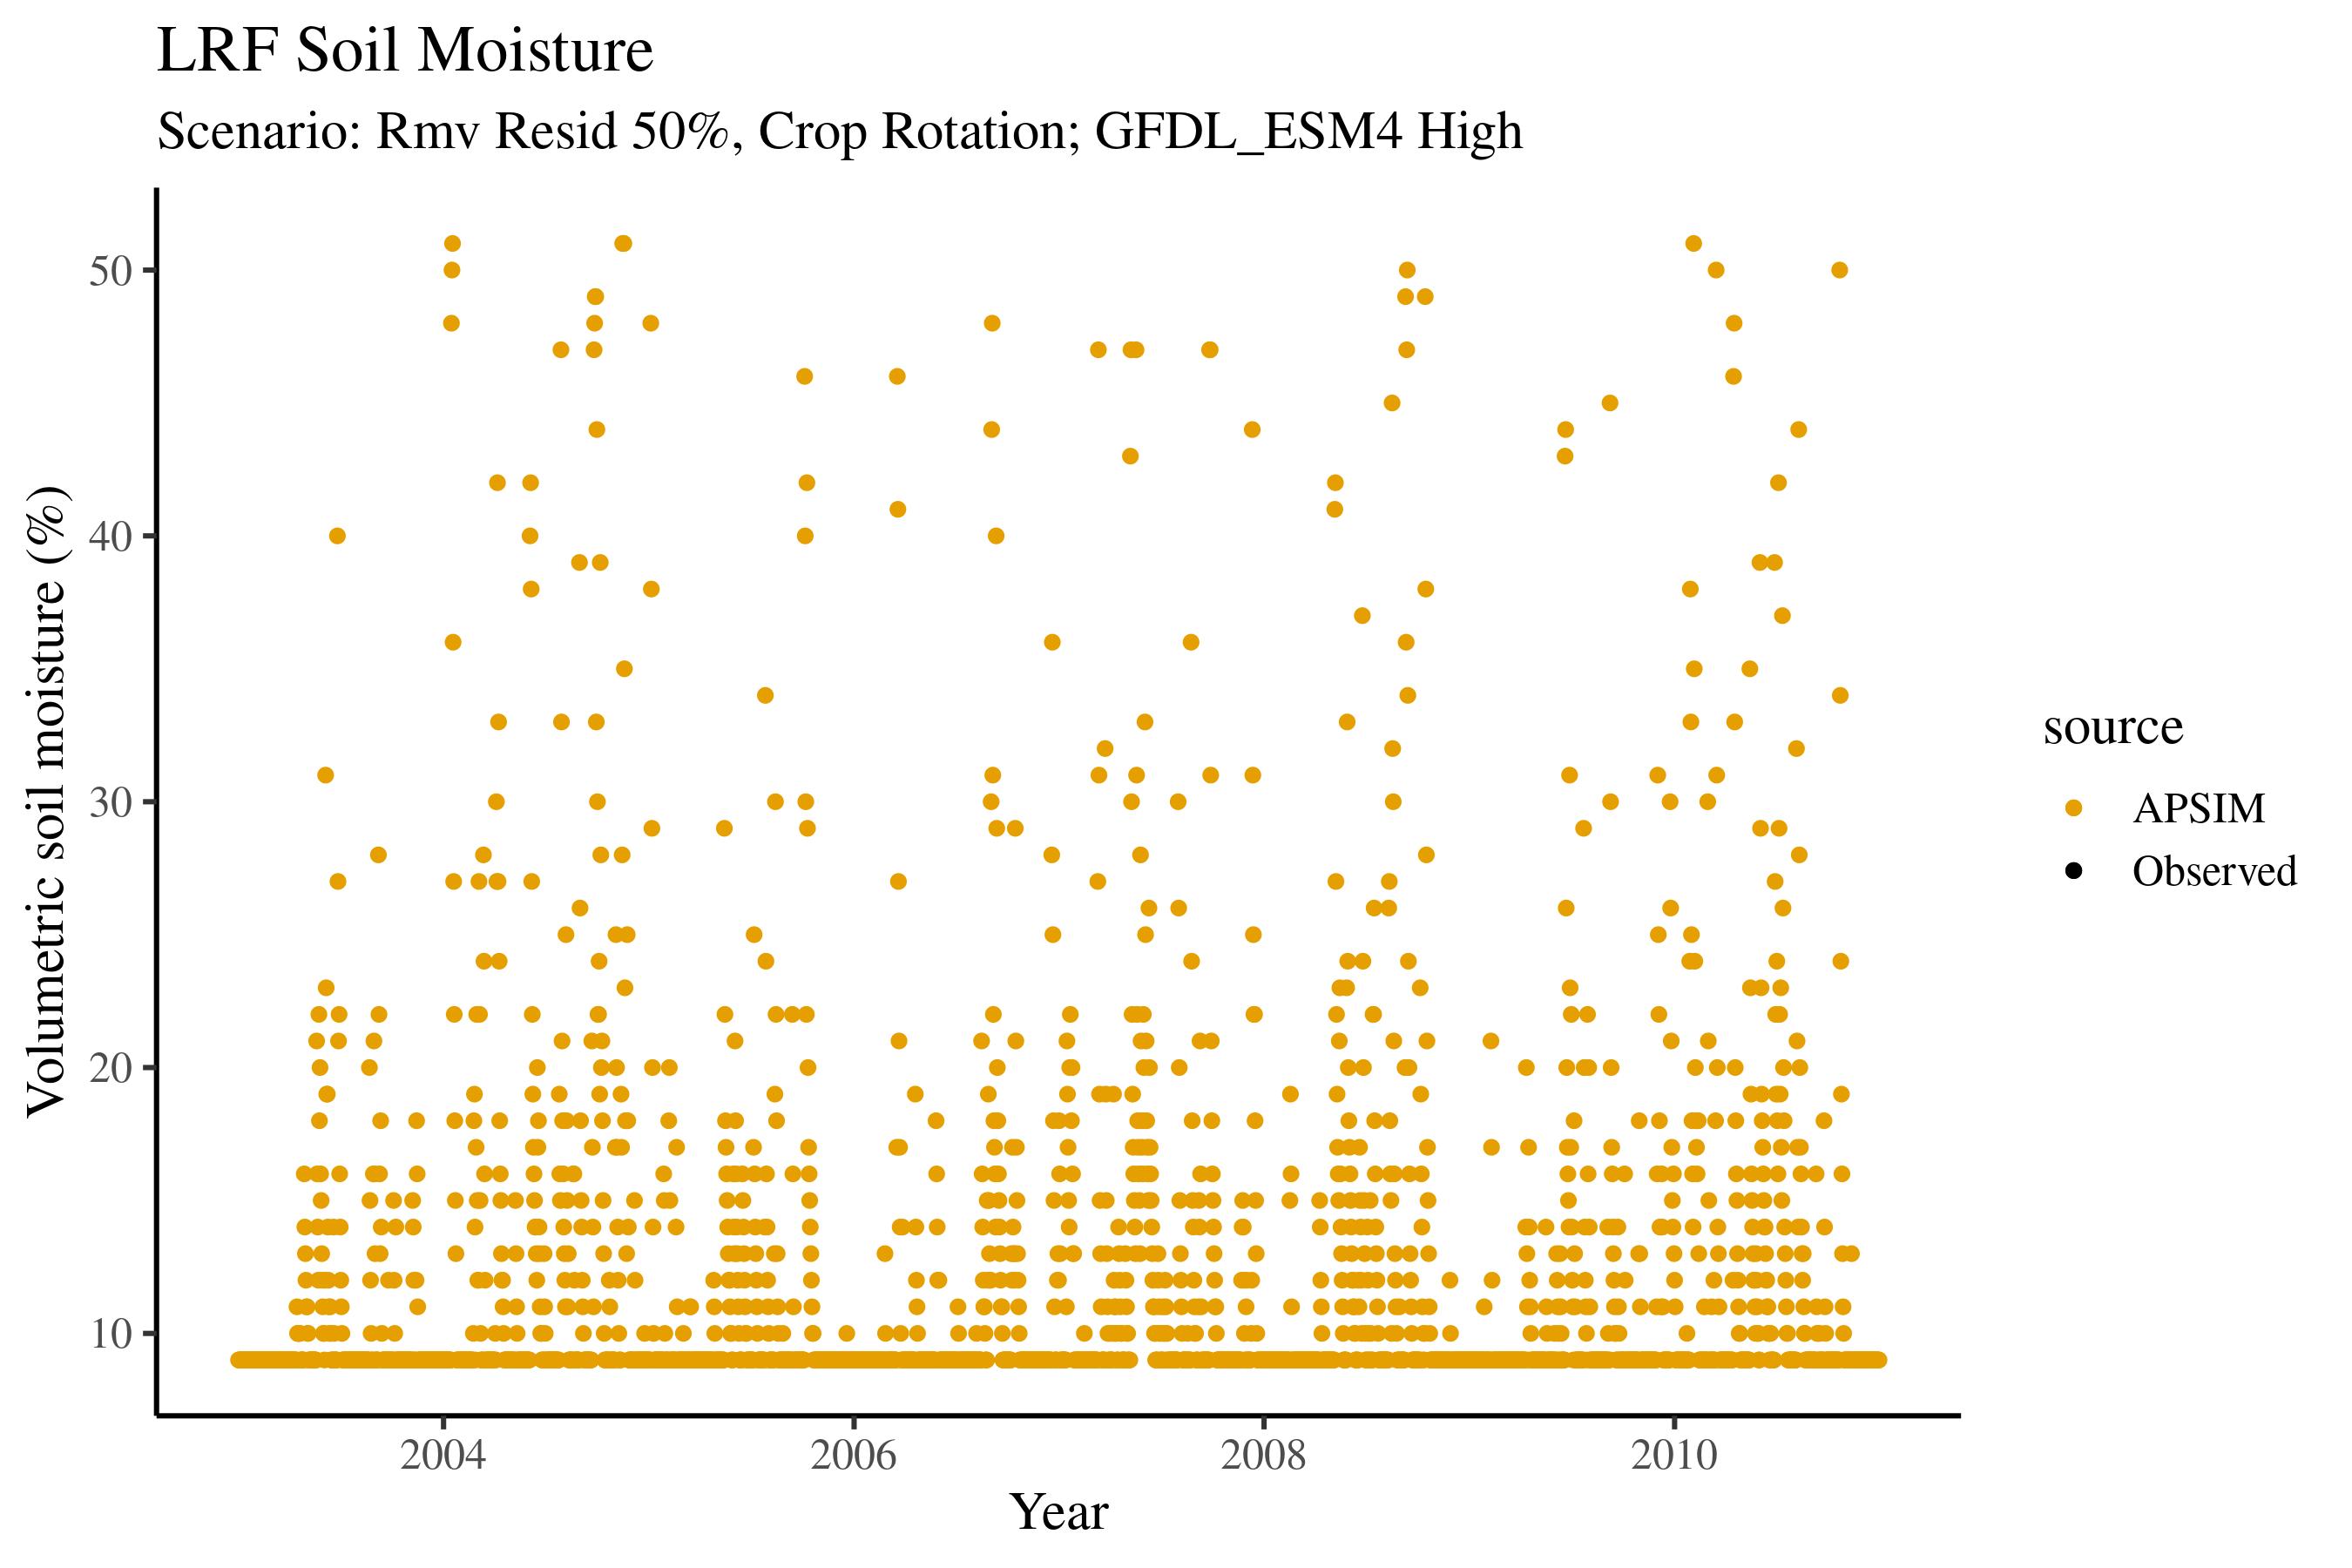 LRF Soil Moisture
Scenario: Rmv Resid 50%, Crop Rotation; GFDL_ESM4 High
Volumetric soil moisture (%)
50
40
30
20
10
2004 2006 2008 2010
Year
source
APSIM
Observed